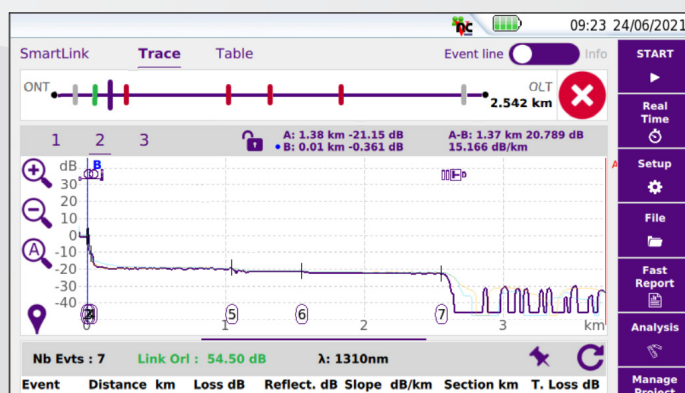 09:23 24/06/2021
SmartLink Trace Table Event line Info
START
ONT
OLT
2.542 km
Real
Time
1 2 3
A: 1.38 km -21.15 dB
B: 0.01 km -0.361 dB
A-B: 1.37 km 20.789 dB
15.166 dB/km
Setup
dB
B
A
30
20
10
0
-10
-20
-30
-40
A
File
Fast
Report
5 6 7
0 1 2 3 km
Analysis
Nb Evts : 7 Link Orl : 54.50 dB λ: 1310nm
Event Distance km Loss dB Reflect. dB Slope dB/km Section km T. Loss dB
Manage
Project